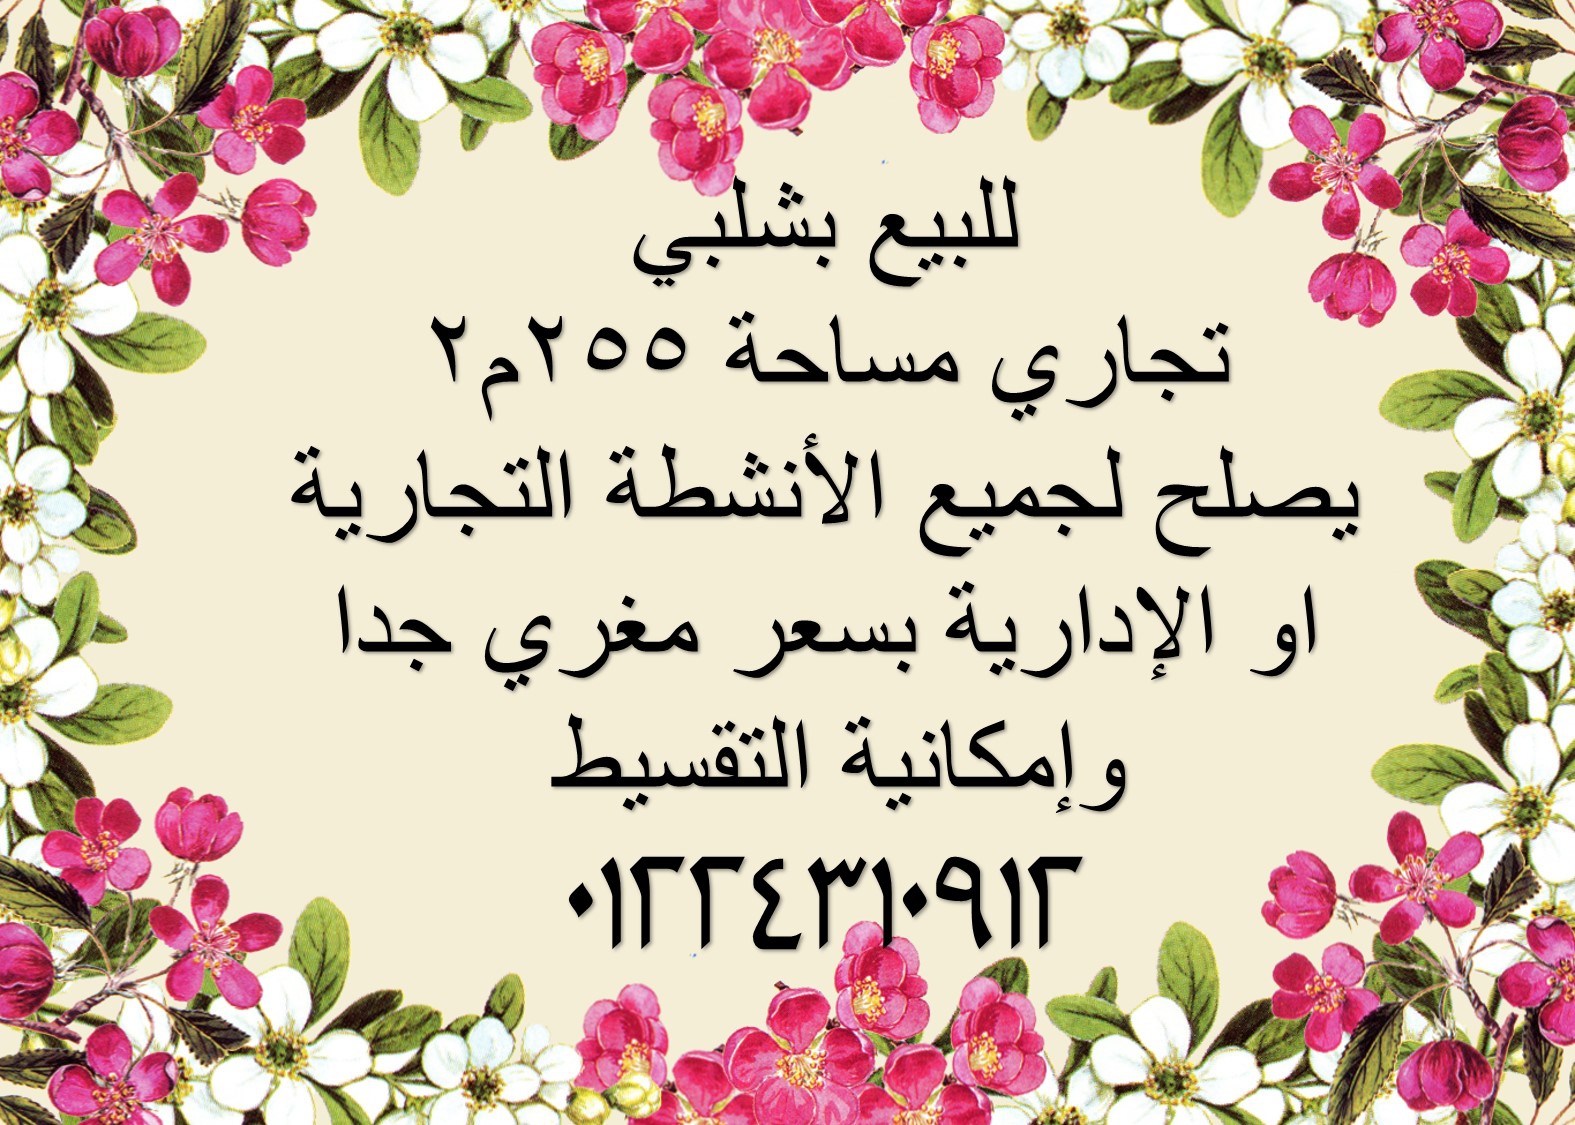 للبيع بشلبي
تجاري مساحة ٢٥٥م٢
يصلح لجميع الأنشطة التجارية
او الإدارية بسعر مغري جدا
وإمكانية التقسيط
٠١٢٢٤٣١٠٩١٢